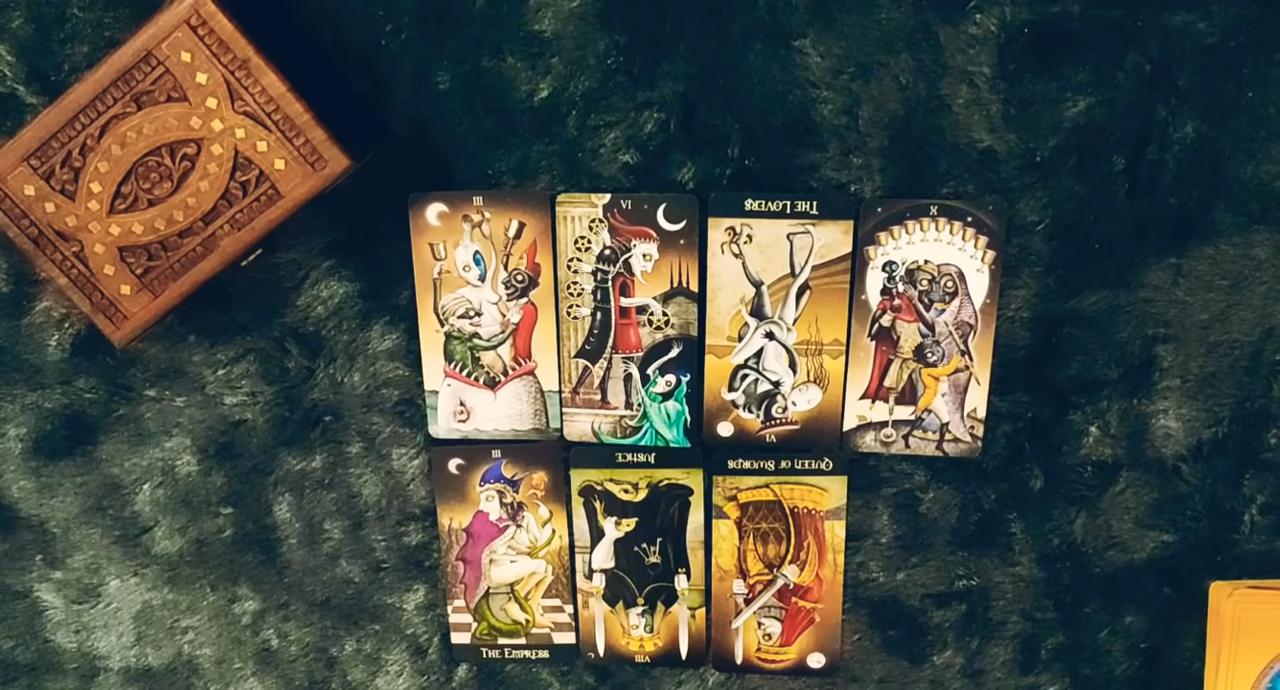 III
VI
THE LOVERS
X
VI
III
JUSTICE
QUEEN OF SWORDS
THE EMPRESS
VIII